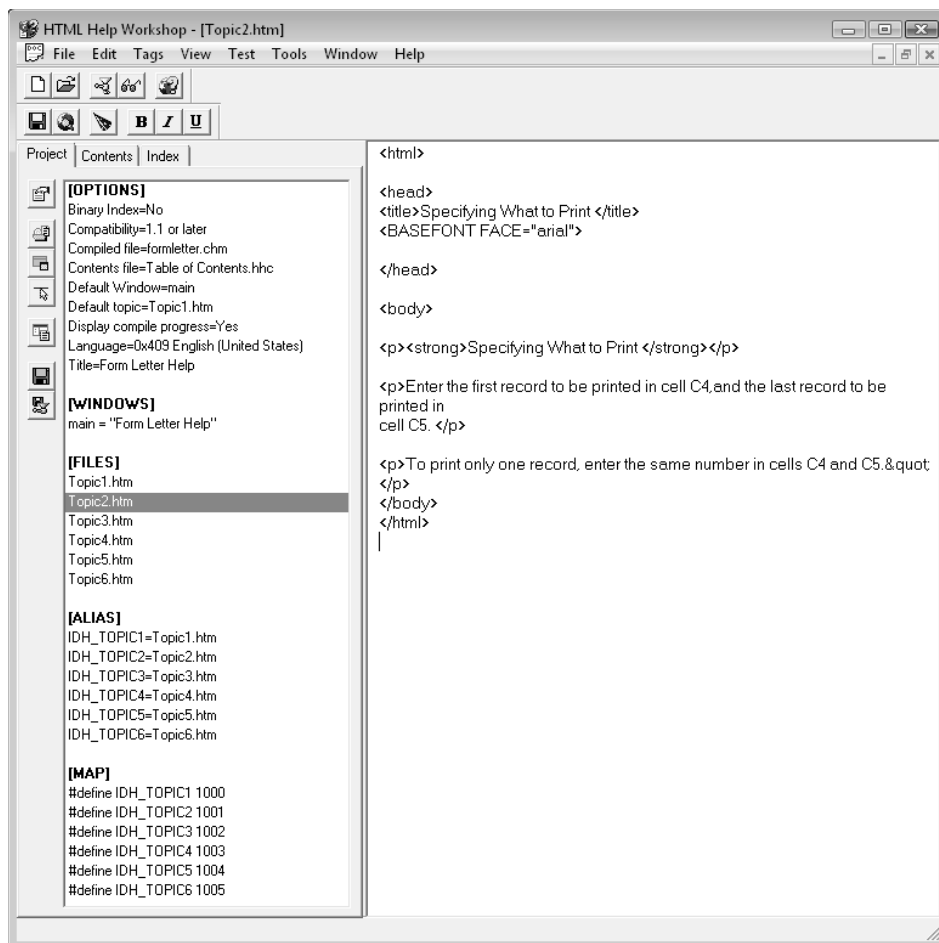 HTML Help Workshop - [Topic2.htm]
File Edit Tags View Test Tools Window Help
B I U
Project Contents Index
[OPTIONS]
Binary Index=No
Compatibility=1.1 or later
Compiled file=formletter.chm
Contents file=Table of Contents.hhc
Default Window=main
Default topic=Topic1.htm
Display compile progress=Yes
Language=0x409 English (United States)
Title=Form Letter Help
[WINDOWS]
main = "Form Letter Help"
[FILES]
Topic1.htm
Topic2.htm
Topic3.htm
Topic4.htm
Topic5.htm
Topic6.htm
[ALIAS]
IDH_TOPIC1=Topic1.htm
IDH_TOPIC2=Topic2.htm
IDH_TOPIC3=Topic3.htm
IDH_TOPIC4=Topic4.htm
IDH_TOPIC5=Topic5.htm
IDH_TOPIC6=Topic6.htm
[MAP]
#define IDH_TOPIC1 1000
#define IDH_TOPIC2 1001
#define IDH_TOPIC3 1002
#define IDH_TOPIC4 1003
#define IDH_TOPIC5 1004
#define IDH_TOPIC6 1005
<html>
<head>
<title>Specifying What to Print </title>
<BASEFONT FACE="arial">
</head>
<body>
<p><strong>Specifying What to Print </strong></p>
<p>Enter the first record to be printed in cell C4,and the last record to be
printed in
cell C5. </p>
<p>To print only one record, enter the same number in cells C4 and C5.&quot;
</p>
</body>
</html>